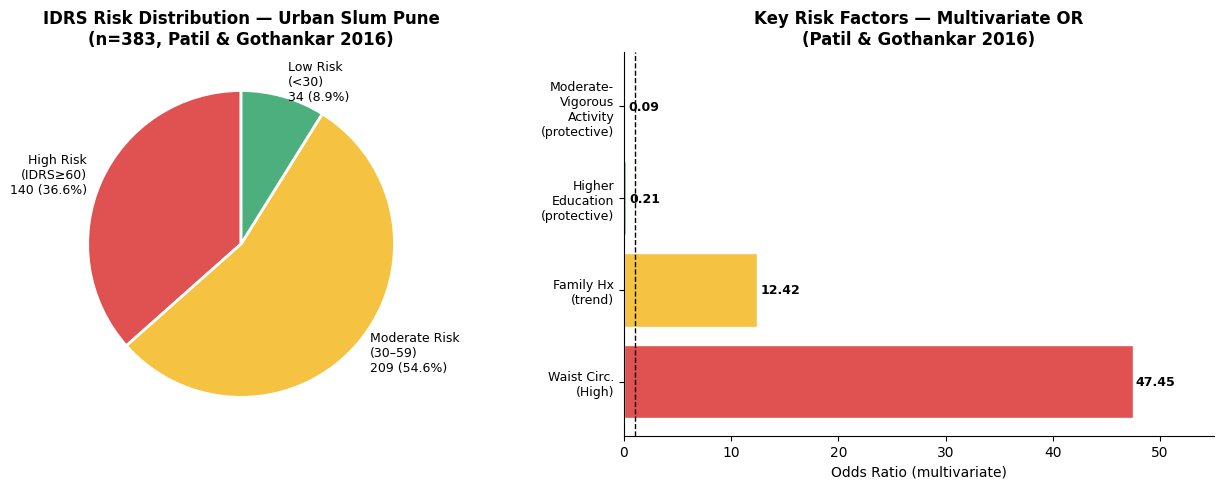 IDRS Risk Distribution — Urban Slum Pune
(n=383, Patil & Gothankar 2016)
Low Risk
(<30)
34 (8.9%)
High Risk
(IDRS≥60)
140 (36.6%)
Moderate Risk
(30–59)
209 (54.6%)
Key Risk Factors — Multivariate OR
(Patil & Gothankar 2016)
Moderate-
Vigorous
Activity
(protective)
0.09
Higher
Education
(protective)
0.21
Family Hx
(trend)
12.42
Waist Circ.
(High)
47.45
0 10 20 30 40 50
Odds Ratio (multivariate)